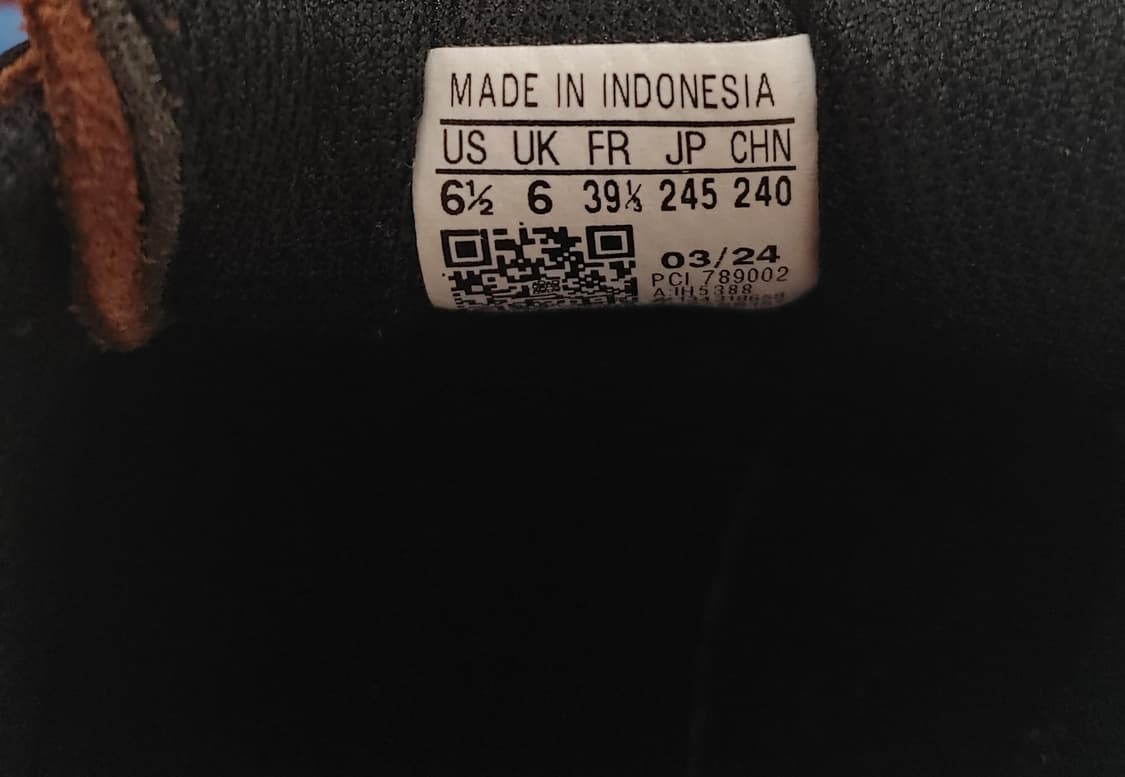 MADE IN INDONESIA
US UK FR JP CHN
6½ 6 39⅓ 245 240
03/24
PCI 789002
A:IH5388